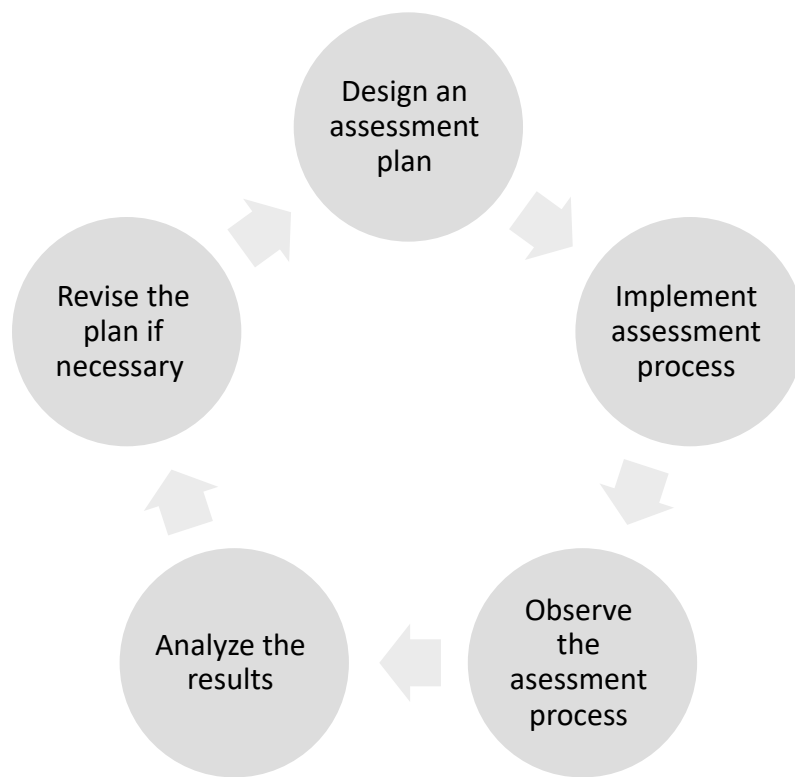 Design an
assessment
plan
Implement
assessment
process
Observe
the
asessment
process
Analyze the
results
Revise the
plan if
necessary